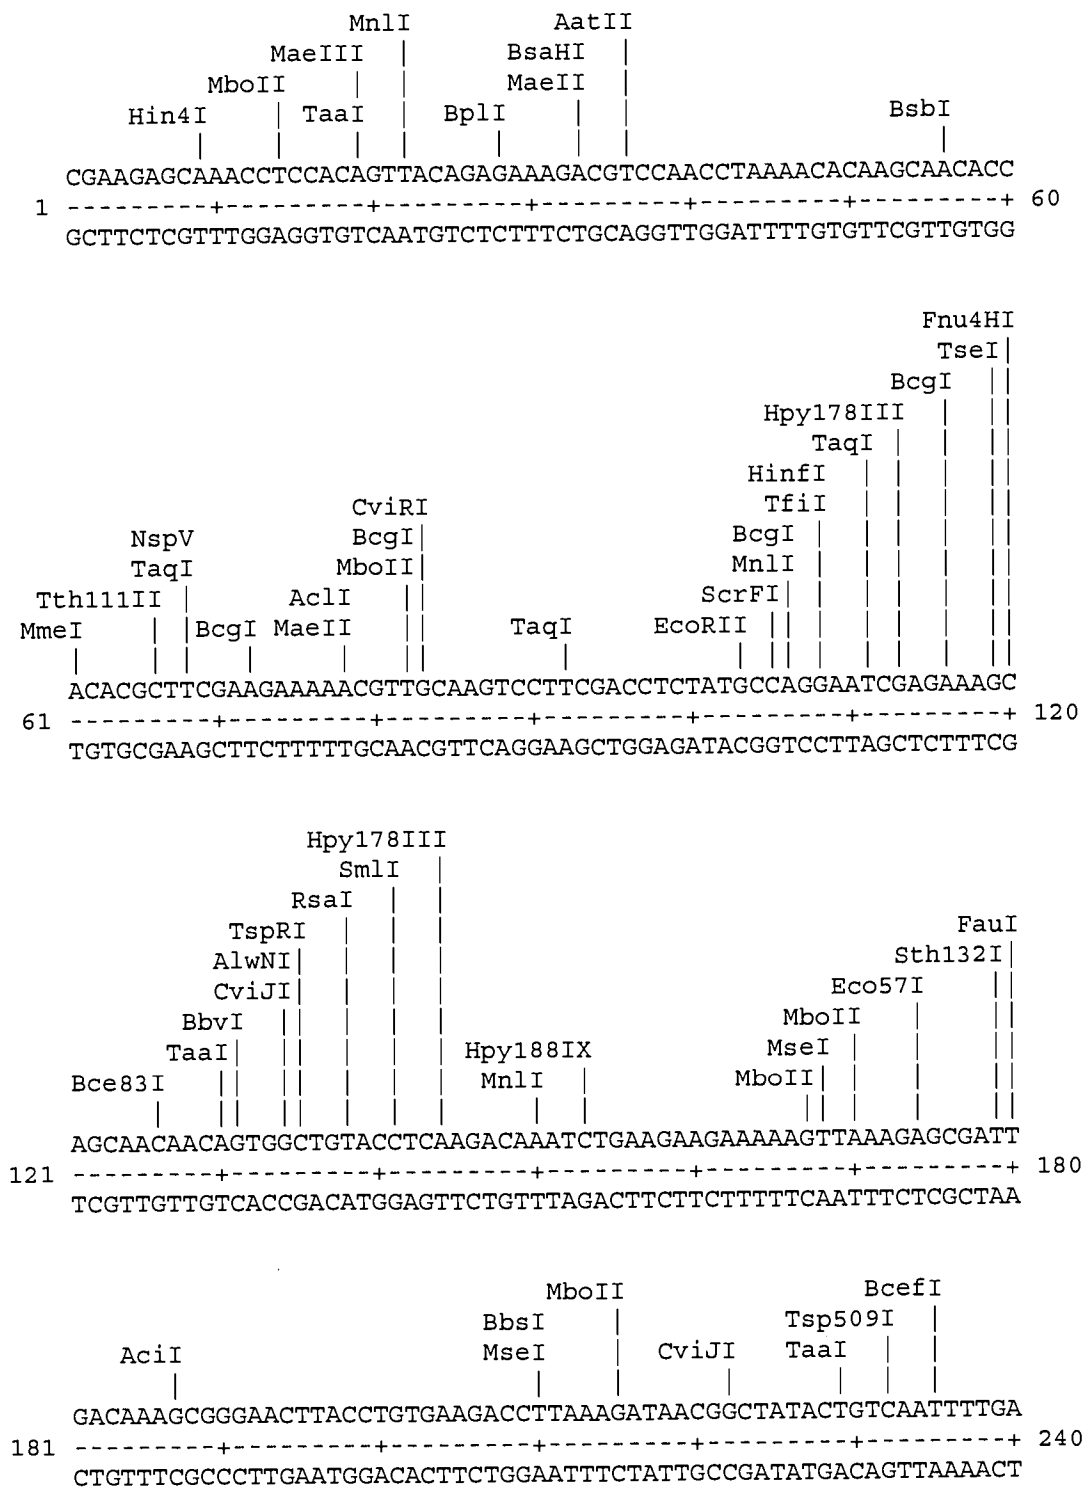 MnlI AatII
MaeIII BsaHI
MboII MaeII
Hin4I TaaI BplI BsbI
CGAAGAGCAAACCTCCACAGTTACAGAGAAAGACGTCCAACCTAAAACACAAGCAACACC
1 ---------+---------+---------+---------+---------+---------+ 60
GCTTCTCGTTTGGAGGTGTCAATGTCTCTTTCTGCAGGTTGGATTTTGTGTTCGTTGTGG
Fnu4HI
TseI
BcgI
Hpy178III
TaqI
HinfI
CviRI TfiI
NspV BcgI BcgI
TaqI MboII MnlI
Tth111II AclI ScrFI
MmeI BcgI MaeII TaqI EcoRII
ACACGCTTCGAAGAAAAACGTTGCAAGTCCTTCGACCTCTATGCCAGGAATCGAGAAAGC
61 ---------+---------+---------+---------+---------+---------+ 120
TGTGCGAAGCTTCTTTTTGCAACGTTCAGGAAGCTGGAGATACGGTCCTTAGCTCTTTCG
Hpy178III
SmlI
RsaI
TspRI FauI
AlwNI Sth132I
CviJI Eco57I
BbvI MboII
TaaI Hpy188IX MseI
Bce83I MnlI MboII
AGCAACAACAGTGGCTGTACCTCAAGACAAATCTGAAGAAGAAAAAGTTAAAGAGCGATT
121 ---------+---------+---------+---------+---------+---------+ 180
TCGTTGTTGTCACCGACATGGAGTTCTGTTTAGACTTCTTCTTTTTCAATTTCTCGCTAA
MboII BcefI
BbsI Tsp509I
AciI MseI CviJI TaaI
GACAAAGCGGGAACTTACCTGTGAAGACCTTAAAGATAACGGCTATACTGTCAATTTTGA
181 ---------+---------+---------+---------+---------+---------+ 240
CTGTTTCGCCCTTGAATGGACACTTCTGGAATTTCTATTGCCGATATGACAGTTAAAACT